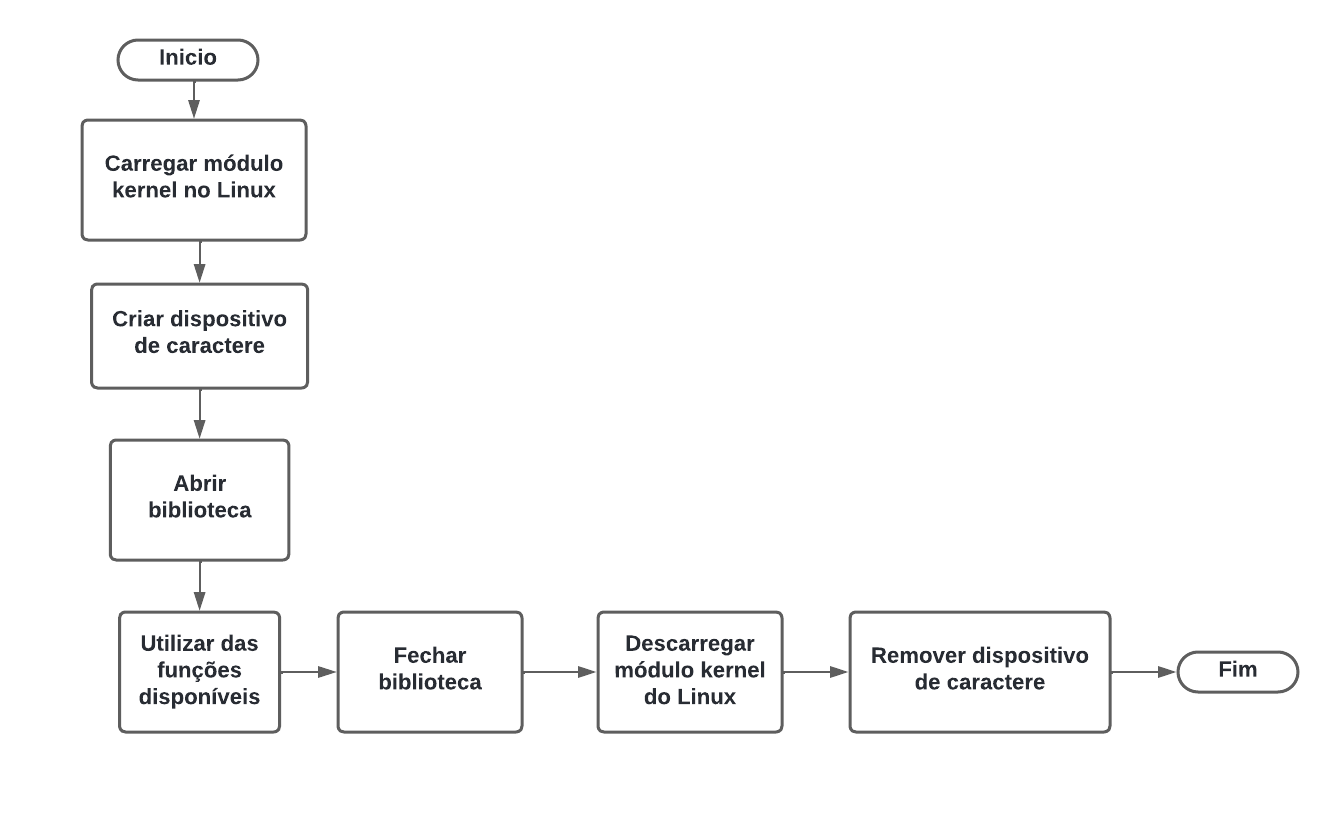 Inicio
Carregar módulo
kernel no Linux
Criar dispositivo
de caractere
Abrir
biblioteca
Utilizar das
funções
disponíveis
Fechar
biblioteca
Descarregar
módulo kernel
do Linux
Remover dispositivo
de caractere
Fim